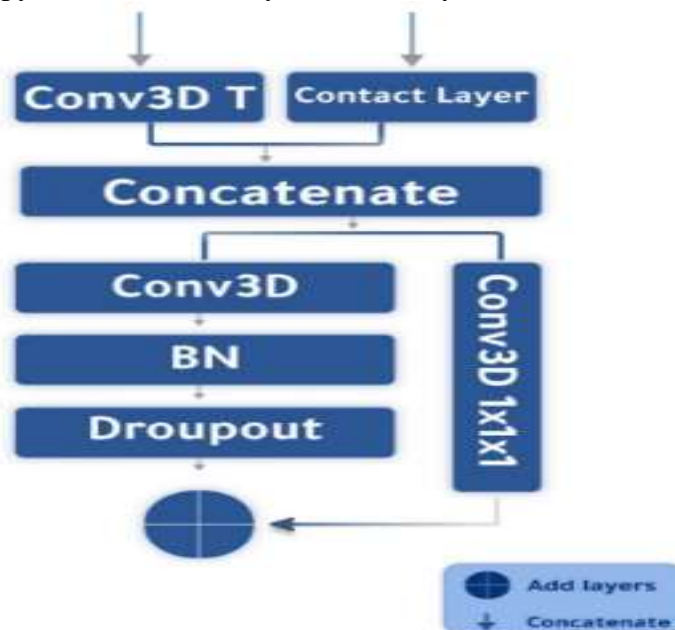 Conv3D T
Contact Layer
Concatenate
Conv3D
Conv3D 1x1x1
BN
Droupout
Add layers
Concatenate